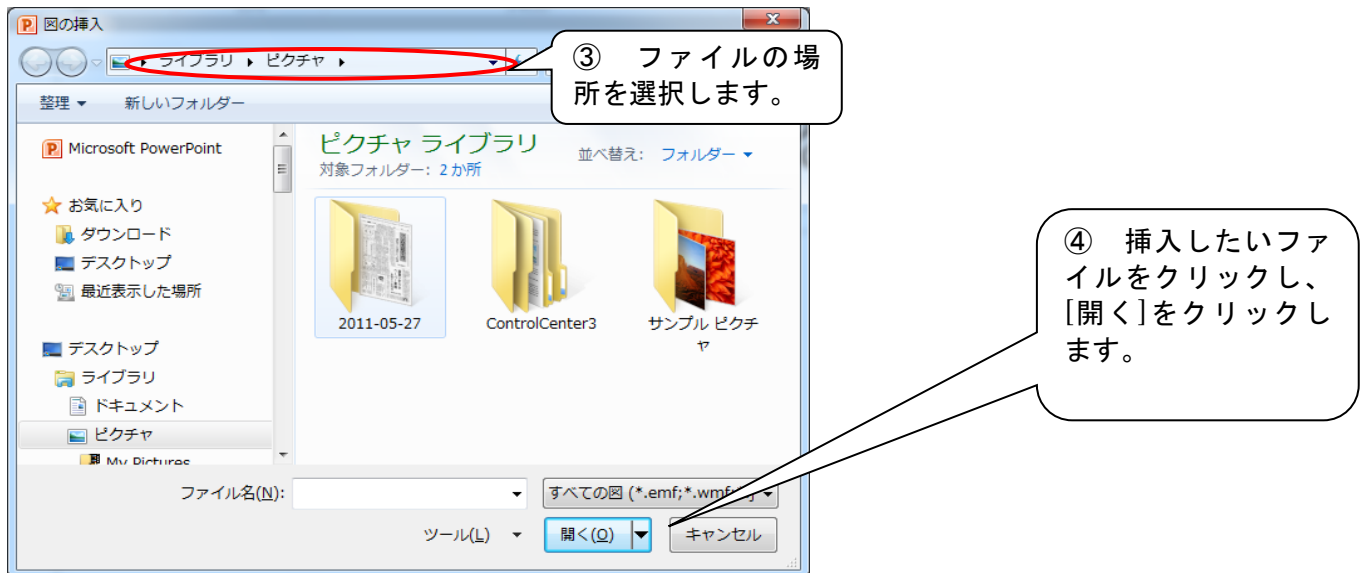 図の挿入
ライブラリ ▸ ピクチャ ▸
③ ファイルの場
所を選択します。
整理 ▼ 新しいフォルダー
Microsoft PowerPoint
お気に入り
ダウンロード
デスクトップ
最近表示した場所
デスクトップ
ライブラリ
ドキュメント
ピクチャ
My Pictures
ピクチャ ライブラリ
対象フォルダー: 2 か所
並べ替え: フォルダー ▼
2011-05-27
ControlCenter3
サンプル ピクチ
ャ
④ 挿入したいファ
イルをクリックし、
[開く]をクリックし
ます。
ファイル名(N):
すべての図 (*.emf;*.wmf;
ツール(L) ▼
開く(O)
キャンセル